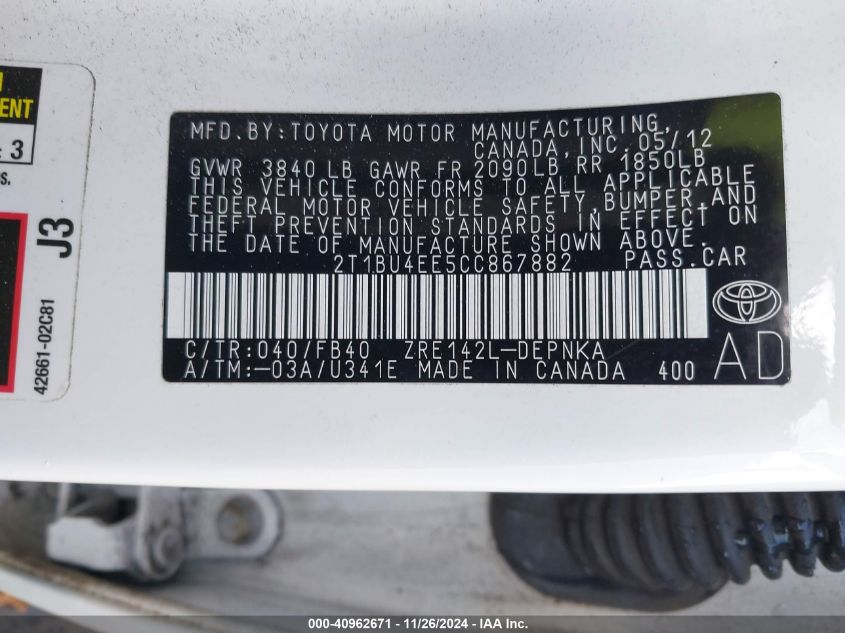 ENT
: 3
os.
J3
42661-02C81
MFD.BY:TOYOTA MOTOR MANUFACTURING,
CANADA,INC.05/12
GVWR 3840 LB GAWR FR 2090LB RR 1850LB
THIS VEHICLE CONFORMS TO ALL APPLICABLE
FEDERAL MOTOR VEHICLE SAFETY,BUMPER,AND
THEFT PREVENTION STANDARDS IN EFFECT ON
THE DATE OF MANUFACTURE SHOWN ABOVE.
2T1BU4EE5CC867882 PASS.CAR
C/TR:040/FB40 ZRE142L-DEPNKA
A/TM:-03A/U341E MADE IN CANADA 400
AD
000-40962671 - 11/26/2024 - IAA Inc.